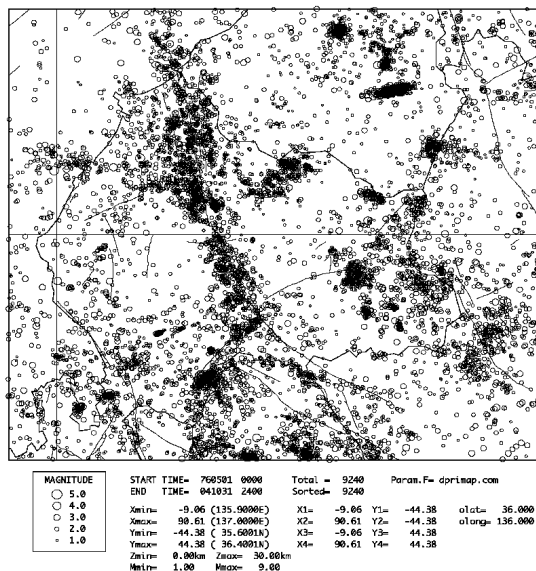 MAGNITUDE
5.0
4.0
3.0
2.0
1.0
START TIME= 760501 0000 Total = 9240 Param.F= dprimap.com
END TIME= 041031 2400 Sorted= 9240
Xmin= -9.06 (135.9000E) X1= -9.06 Y1= -44.38 olat= 36.000
Xmax= 90.61 (137.0000E) X2= 90.61 Y2= -44.38 olong= 136.000
Ymin= -44.38 ( 35.6001N) X3= -9.06 Y3= 44.38
Ymax= 44.38 ( 36.4001N) X4= 90.61 Y4= 44.38
Zmin= 0.00km Zmax= 30.00km
Mmin= 1.00 Mmax= 9.00